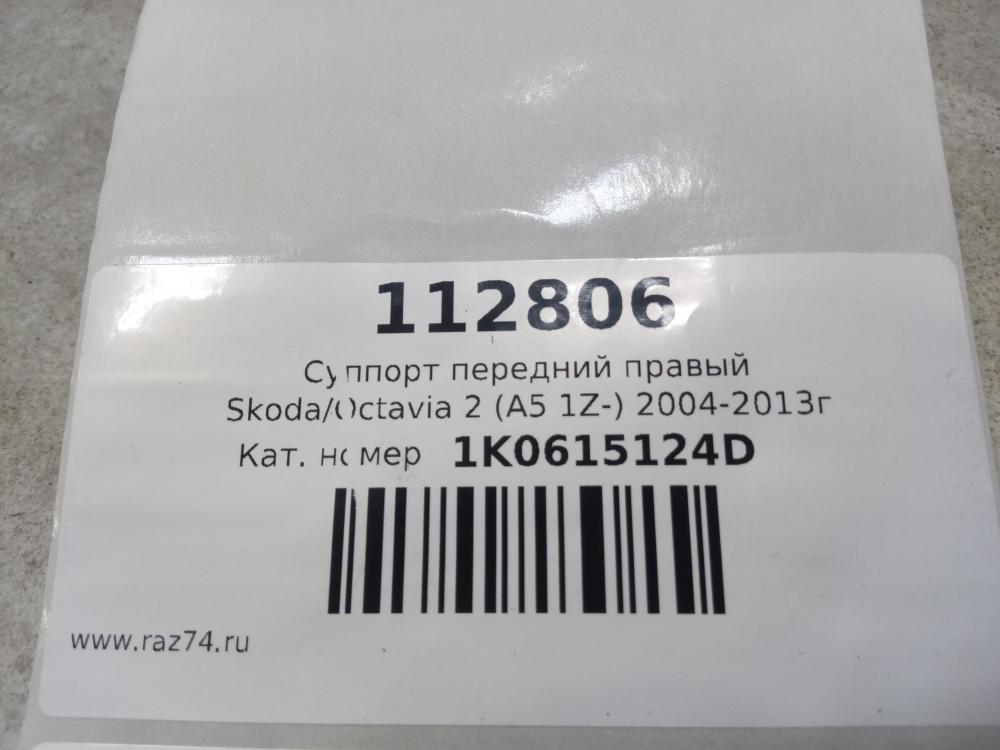 112806
Суппорт передний правый
Skoda/Octavia 2 (A5 1Z-) 2004-2013г
Кат. номер 1K0615124D
www.raz74.ru